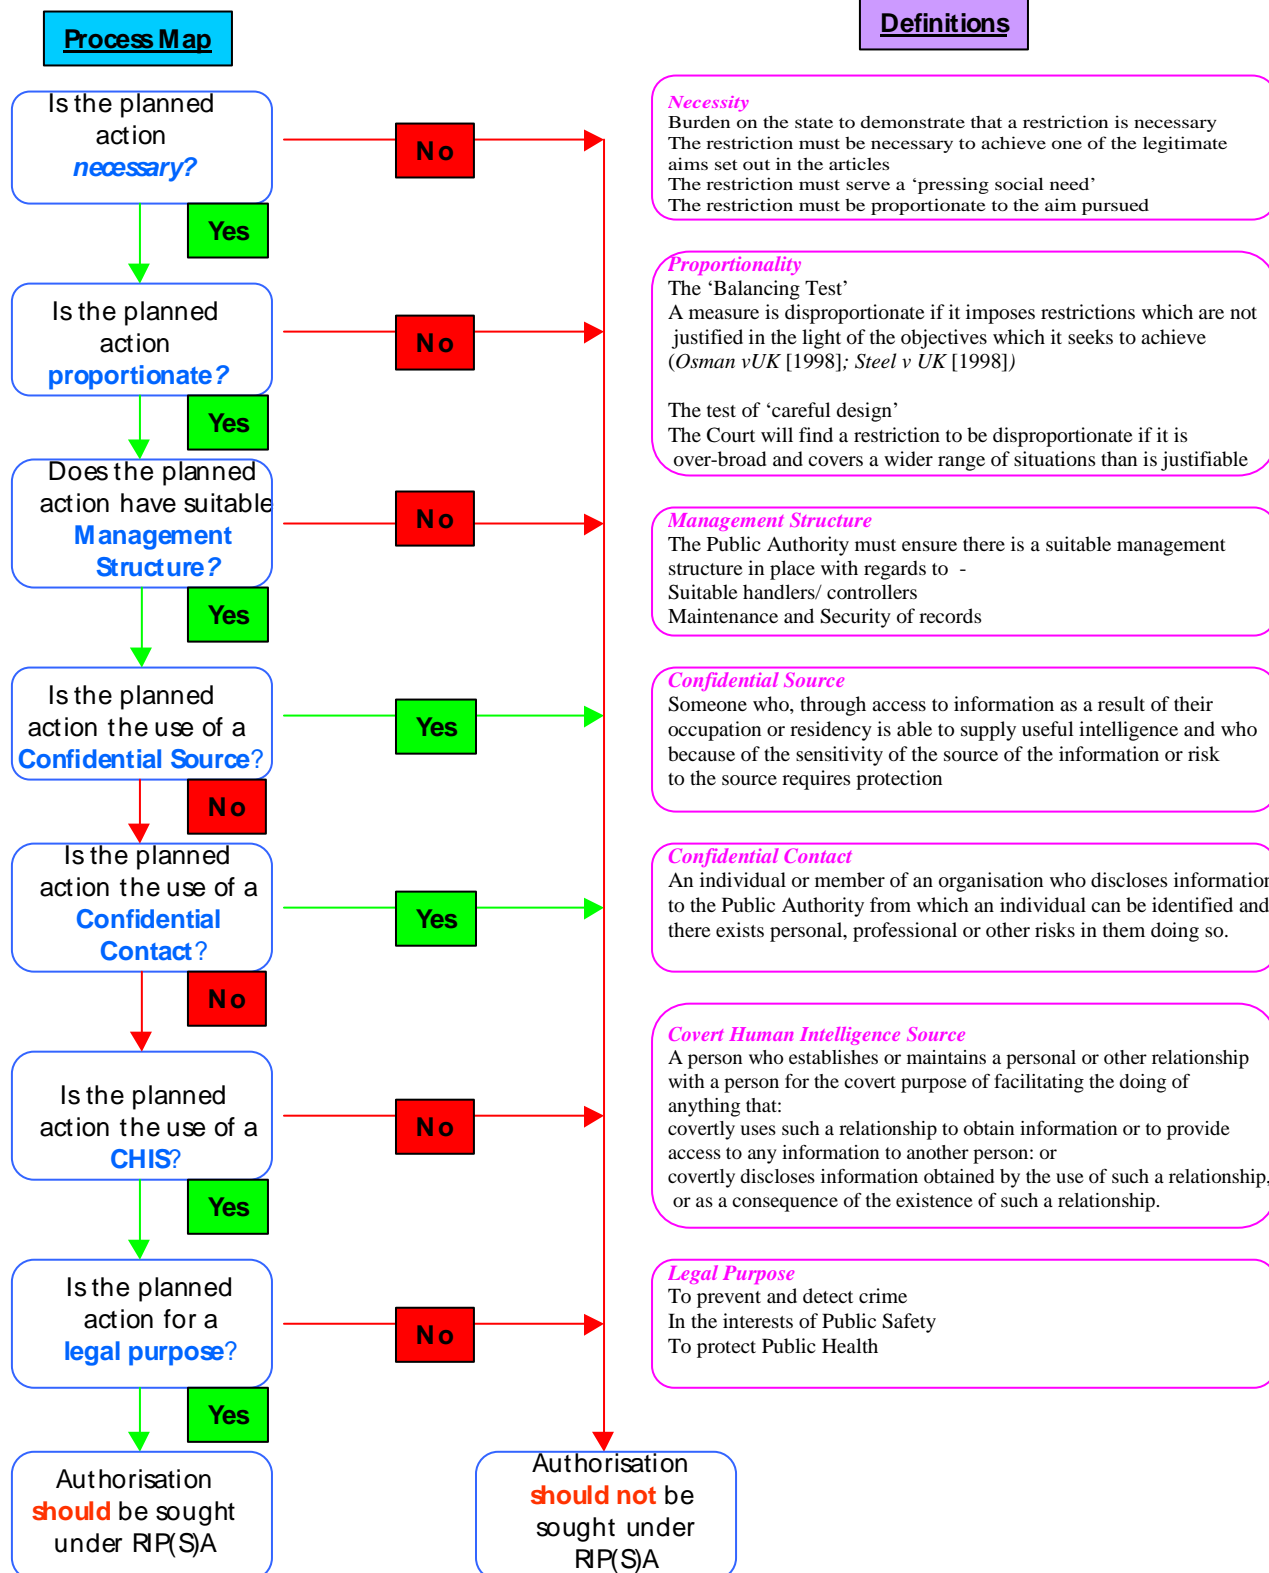 Process Map
Is the planned
action
necessary?
No
Yes
Is the planned
action
proportionate?
No
Yes
Does the planned
action have suitable
Management
Structure?
No
Yes
Is the planned
action the use of a
Confidential Source?
Yes
No
Is the planned
action the use of a
Confidential
Contact?
Yes
No
Is the planned
action the use of a
CHIS?
No
Yes
Is the planned
action for a
legal purpose?
No
Yes
Authorisation
should be sought
under RIP(S)A
Authorisation
should not be
sought under
RIP(S)A
Definitions
Necessity
Burden on the state to demonstrate that a restriction is necessary
The restriction must be necessary to achieve one of the legitimate
aims set out in the articles
The restriction must serve a ‘pressing social need’
The restriction must be proportionate to the aim pursued
Proportionality
The ‘Balancing Test’
A measure is disproportionate if it imposes restrictions which are not
justified in the light of the objectives which it seeks to achieve
(Osman vUK [1998]; Steel v UK [1998])
The test of ‘careful design’
The Court will find a restriction to be disproportionate if it is
over-broad and covers a wider range of situations than is justifiable
Management Structure
The Public Authority must ensure there is a suitable management
structure in place with regards to -
Suitable handlers/ controllers
Maintenance and Security of records
Confidential Source
Someone who, through access to information as a result of their
occupation or residency is able to supply useful intelligence and who
because of the sensitivity of the source of the information or risk
to the source requires protection
Confidential Contact
An individual or member of an organisation who discloses information
to the Public Authority from which an individual can be identified and
there exists personal, professional or other risks in them doing so.
Covert Human Intelligence Source
A person who establishes or maintains a personal or other relationship
with a person for the covert purpose of facilitating the doing of
anything that:
covertly uses such a relationship to obtain information or to provide
access to any information to another person: or
covertly discloses information obtained by the use of such a relationship,
or as a consequence of the existence of such a relationship.
Legal Purpose
To prevent and detect crime
In the interests of Public Safety
To protect Public Health